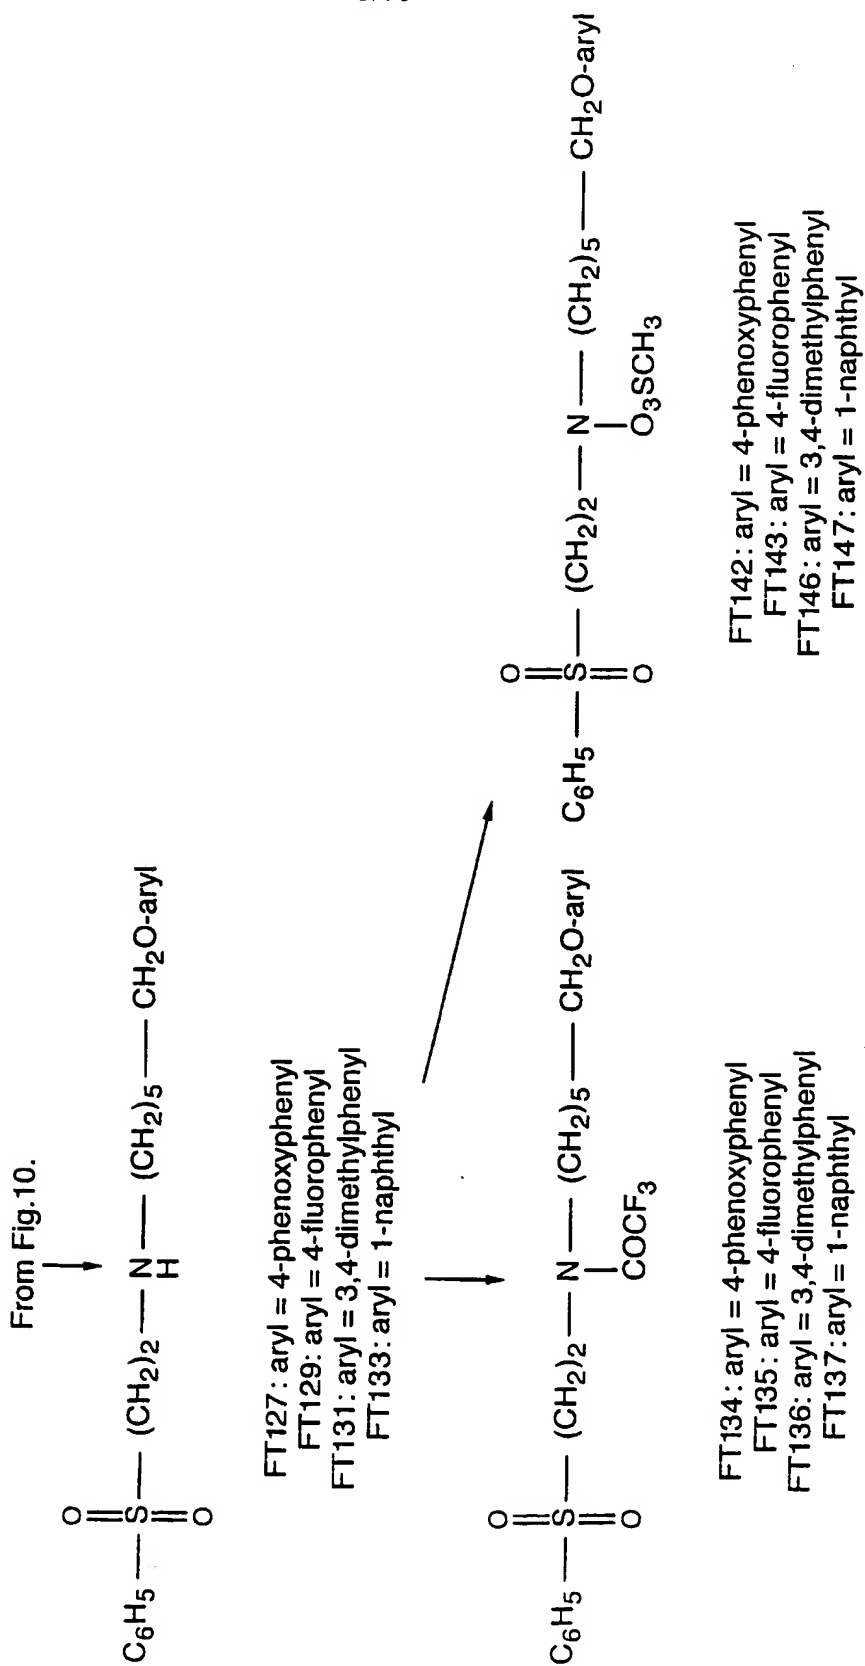 From Fig.10.
C6H5—S—(CH2)2—N—(CH2)5—CH2O-aryl
O
O
H
FT127: aryl = 4-phenoxyphenyl
FT129: aryl = 4-fluorophenyl
FT131: aryl = 3,4-dimethylphenyl
FT133: aryl = 1-naphthyl
C6H5—S—(CH2)2—N—(CH2)5—CH2O-aryl
O
O
COCF3
FT134: aryl = 4-phenoxyphenyl
FT135: aryl = 4-fluorophenyl
FT136: aryl = 3,4-dimethylphenyl
FT137: aryl = 1-naphthyl
C6H5—S—(CH2)2—N—(CH2)5—CH2O-aryl
O
O
O3SCH3
FT142: aryl = 4-phenoxyphenyl
FT143: aryl = 4-fluorophenyl
FT146: aryl = 3,4-dimethylphenyl
FT147: aryl = 1-naphthyl